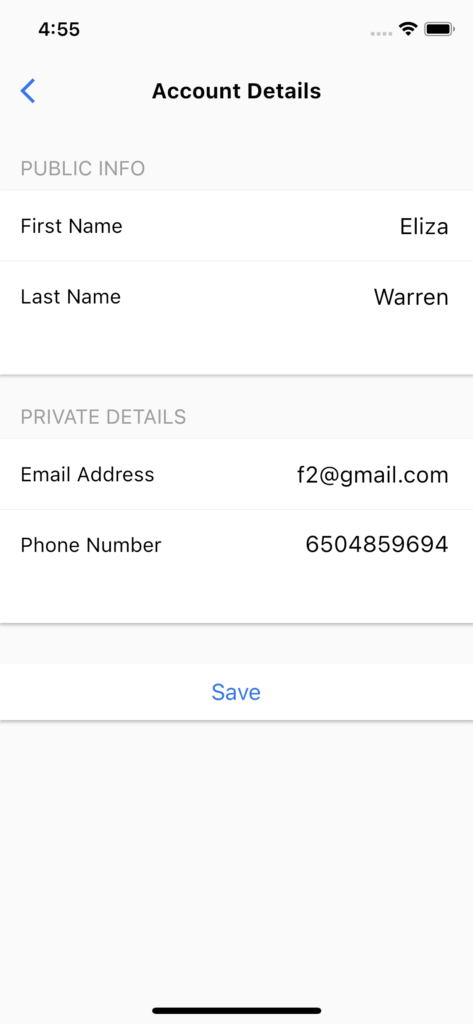 4:55
Account Details
PUBLIC INFO
First Name Eliza
Last Name Warren
PRIVATE DETAILS
Email Address f2@gmail.com
Phone Number 6504859694
Save